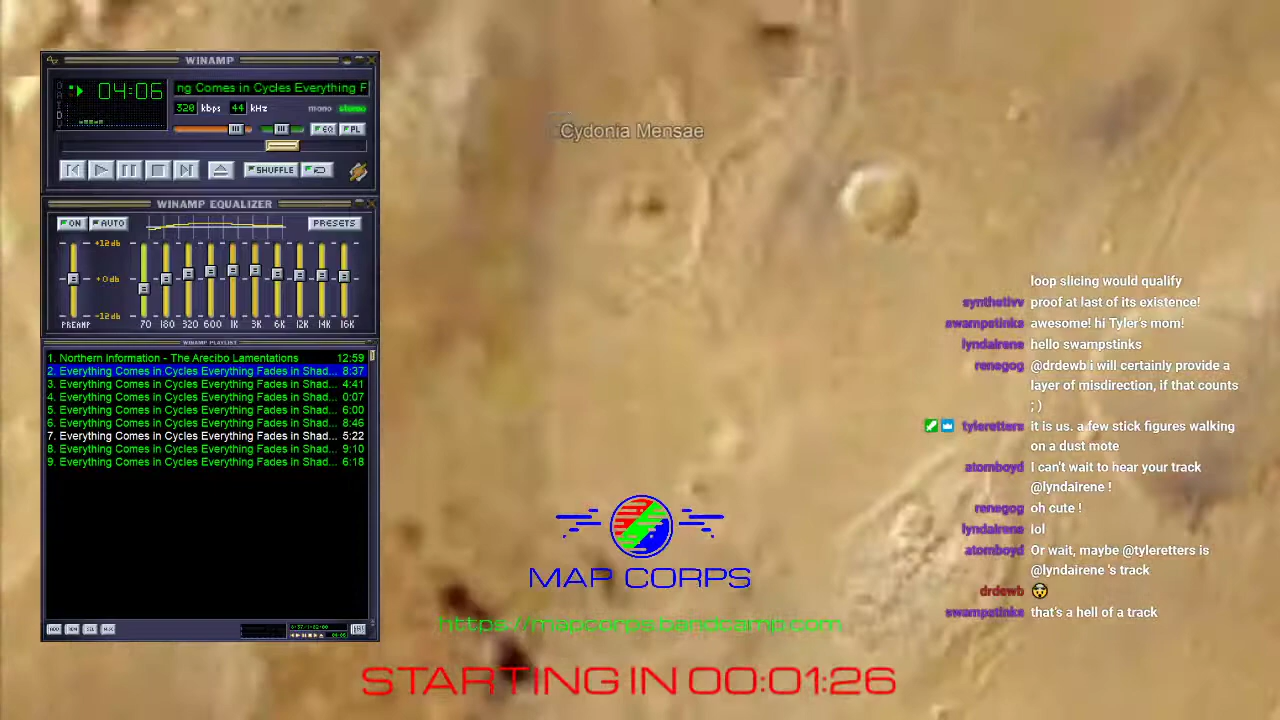 WINAMP
04:06
ng Comes in Cycles Everything F
320 kbps 44 kHz mono stereo
EQ PL
SHUFFLE
WINAMP EQUALIZER
ON AUTO PRESETS
+12db
+0db
-12db
PREAMP 70 180 320 600 1K 3K 6K 12K 14K 16K
WINAMP PLAYLIST
1. Northern Information - The Arecibo Lamentations 12:59
2. Everything Comes in Cycles Everything Fades in Shad... 8:37
3. Everything Comes in Cycles Everything Fades in Shad... 4:41
4. Everything Comes in Cycles Everything Fades in Shad... 0:07
5. Everything Comes in Cycles Everything Fades in Shad... 6:00
6. Everything Comes in Cycles Everything Fades in Shad... 8:46
7. Everything Comes in Cycles Everything Fades in Shad... 5:22
8. Everything Comes in Cycles Everything Fades in Shad... 9:10
9. Everything Comes in Cycles Everything Fades in Shad... 6:18
Cydonia Mensae
MAP CORPS
https://mapcorps.bandcamp.com
STARTING IN 00:01:26
loop slicing would qualify
synthetivv proof at last of its existence!
swampstinks awesome! hi Tyler's mom!
lyndairene hello swampstinks
renegog @drdewb i will certainly provide a
layer of misdirection, if that counts
; )
tyleretters it is us. a few stick figures walking
on a dust mote
atomboyd I can't wait to hear your track
@lyndairene !
renegog oh cute !
lyndairene lol
atomboyd Or wait, maybe @tyleretters is
@lyndairene 's track
drdewb
swampstinks that's a hell of a track